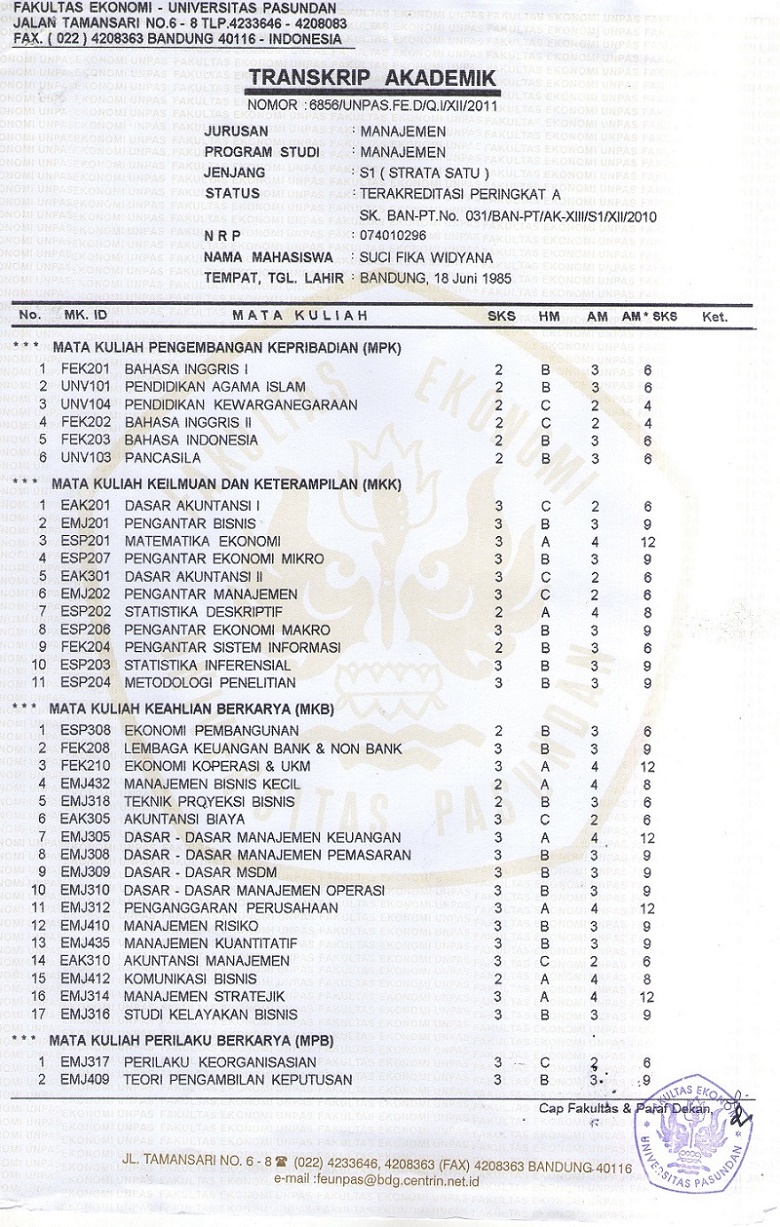 FAKULTAS EKONOMI - UNIVERSITAS PASUNDAN
JALAN TAMANSARI NO.6 - 8 TLP.4233646 - 4208083
FAX. ( 022 ) 4208363 BANDUNG 40116 - INDONESIA
TRANSKRIP AKADEMIK
NOMOR :6856/UNPAS.FE.D/Q.I/XII/2011
JURUSAN : MANAJEMEN
PROGRAM STUDI : MANAJEMEN
JENJANG : S1 ( STRATA SATU )
STATUS : TERAKREDITASI PERINGKAT A
SK. BAN-PT.No. 031/BAN-PT/AK-XIII/S1/XII/2010
N R P : 074010296
NAMA MAHASISWA : SUCI FIKA WIDYANA
TEMPAT, TGL. LAHIR : BANDUNG, 18 Juni 1985
No. MK. ID MATA KULIAH SKS HM AM AM * SKS Ket.
* * * MATA KULIAH PENGEMBANGAN KEPRIBADIAN (MPK)
1 FEK201 BAHASA INGGRIS I 2 B 3 6
2 UNV101 PENDIDIKAN AGAMA ISLAM 2 B 3 6
3 UNV104 PENDIDIKAN KEWARGANEGARAAN 2 C 2 4
4 FEK202 BAHASA INGGRIS II 2 C 2 4
5 FEK203 BAHASA INDONESIA 2 B 3 6
6 UNV103 PANCASILA 2 B 3 6
* * * MATA KULIAH KEILMUAN DAN KETERAMPILAN (MKK)
1 EAK201 DASAR AKUNTANSI I 3 C 2 6
2 EMJ201 PENGANTAR BISNIS 3 B 3 9
3 ESP201 MATEMATIKA EKONOMI 3 A 4 12
4 ESP207 PENGANTAR EKONOMI MIKRO 3 B 3 9
5 EAK301 DASAR AKUNTANSI II 3 C 2 6
6 EMJ202 PENGANTAR MANAJEMEN 3 C 2 6
7 ESP202 STATISTIKA DESKRIPTIF 2 A 4 8
8 ESP206 PENGANTAR EKONOMI MAKRO 3 B 3 9
9 FEK204 PENGANTAR SISTEM INFORMASI 2 B 3 6
10 ESP203 STATISTIKA INFERENSIAL 3 B 3 9
11 ESP204 METODOLOGI PENELITIAN 3 B 3 9
* * * MATA KULIAH KEAHLIAN BERKARYA (MKB)
1 ESP308 EKONOMI PEMBANGUNAN 2 B 3 6
2 FEK208 LEMBAGA KEUANGAN BANK & NON BANK 3 B 3 9
3 FEK210 EKONOMI KOPERASI & UKM 3 A 4 12
4 EMJ432 MANAJEMEN BISNIS KECIL 2 A 4 8
5 EMJ318 TEKNIK PRQYEKSI BISNIS 2 B 3 6
6 EAK305 AKUNTANSI BIAYA 3 C 2 6
7 EMJ305 DASAR - DASAR MANAJEMEN KEUANGAN 3 A 4 12
8 EMJ308 DASAR - DASAR MANAJEMEN PEMASARAN 3 B 3 9
9 EMJ309 DASAR - DASAR MSDM 3 B 3 9
10 EMJ310 DASAR - DASAR MANAJEMEN OPERASI 3 B 3 9
11 EMJ312 PENGANGGARAN PERUSAHAAN 3 A 4 12
12 EMJ410 MANAJEMEN RISIKO 3 B 3 9
13 EMJ435 MANAJEMEN KUANTITATIF 3 B 3 9
14 EAK310 AKUNTANSI MANAJEMEN 3 C 2 6
15 EMJ412 KOMUNIKASI BISNIS 2 A 4 8
16 EMJ314 MANAJEMEN STRATEJIK 3 A 4 12
17 EMJ316 STUDI KELAYAKAN BISNIS 3 B 3 9
* * * MATA KULIAH PERILAKU BERKARYA (MPB)
1 EMJ317 PERILAKU KEORGANISASIAN 3 C 2 6
2 EMJ409 TEORI PENGAMBILAN KEPUTUSAN 3 B 3 9
Cap Fakultas & Paraf Dekan,
FAKULTAS EKONOMI
UNIVERSITAS PASUNDAN
JL. TAMANSARI NO. 6 - 8 ☎ (022) 4233646, 4208363 (FAX) 4208363 BANDUNG 40116
e-mail :feunpas@bdg.centrin.net.id